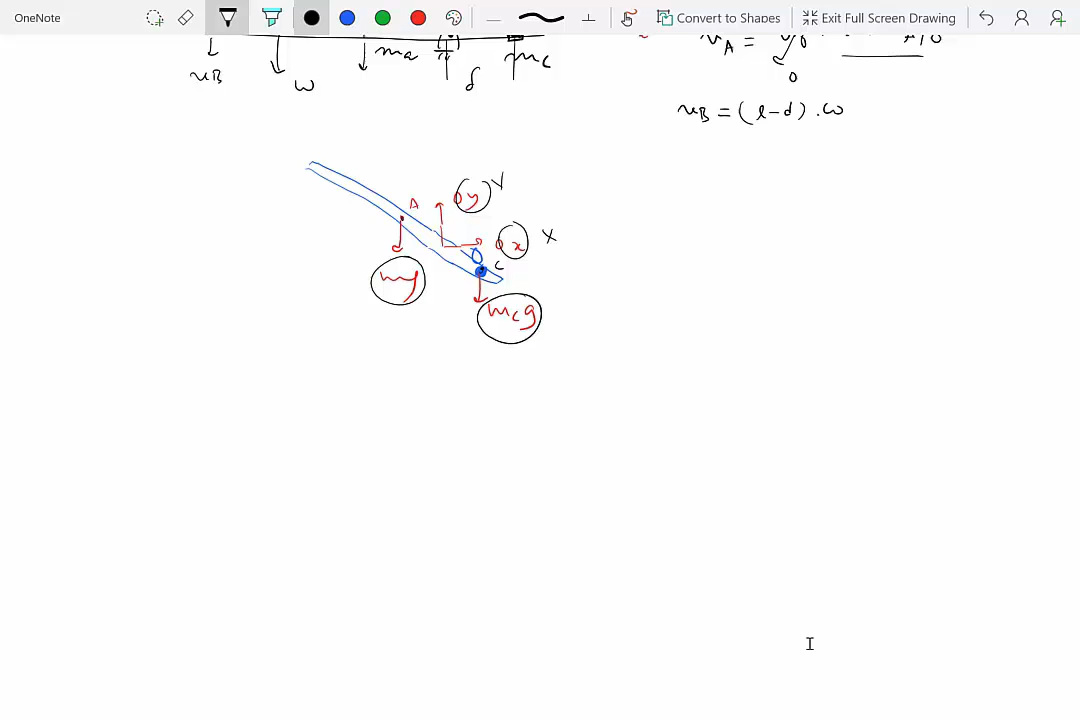 OneNote
Convert to Shapes
Exit Full Screen Drawing
vB
ω
ma
d
mc
vA =
0
vB = (l-d) . ω
A
Oy Y
Ox X
O
C
mg
mcg